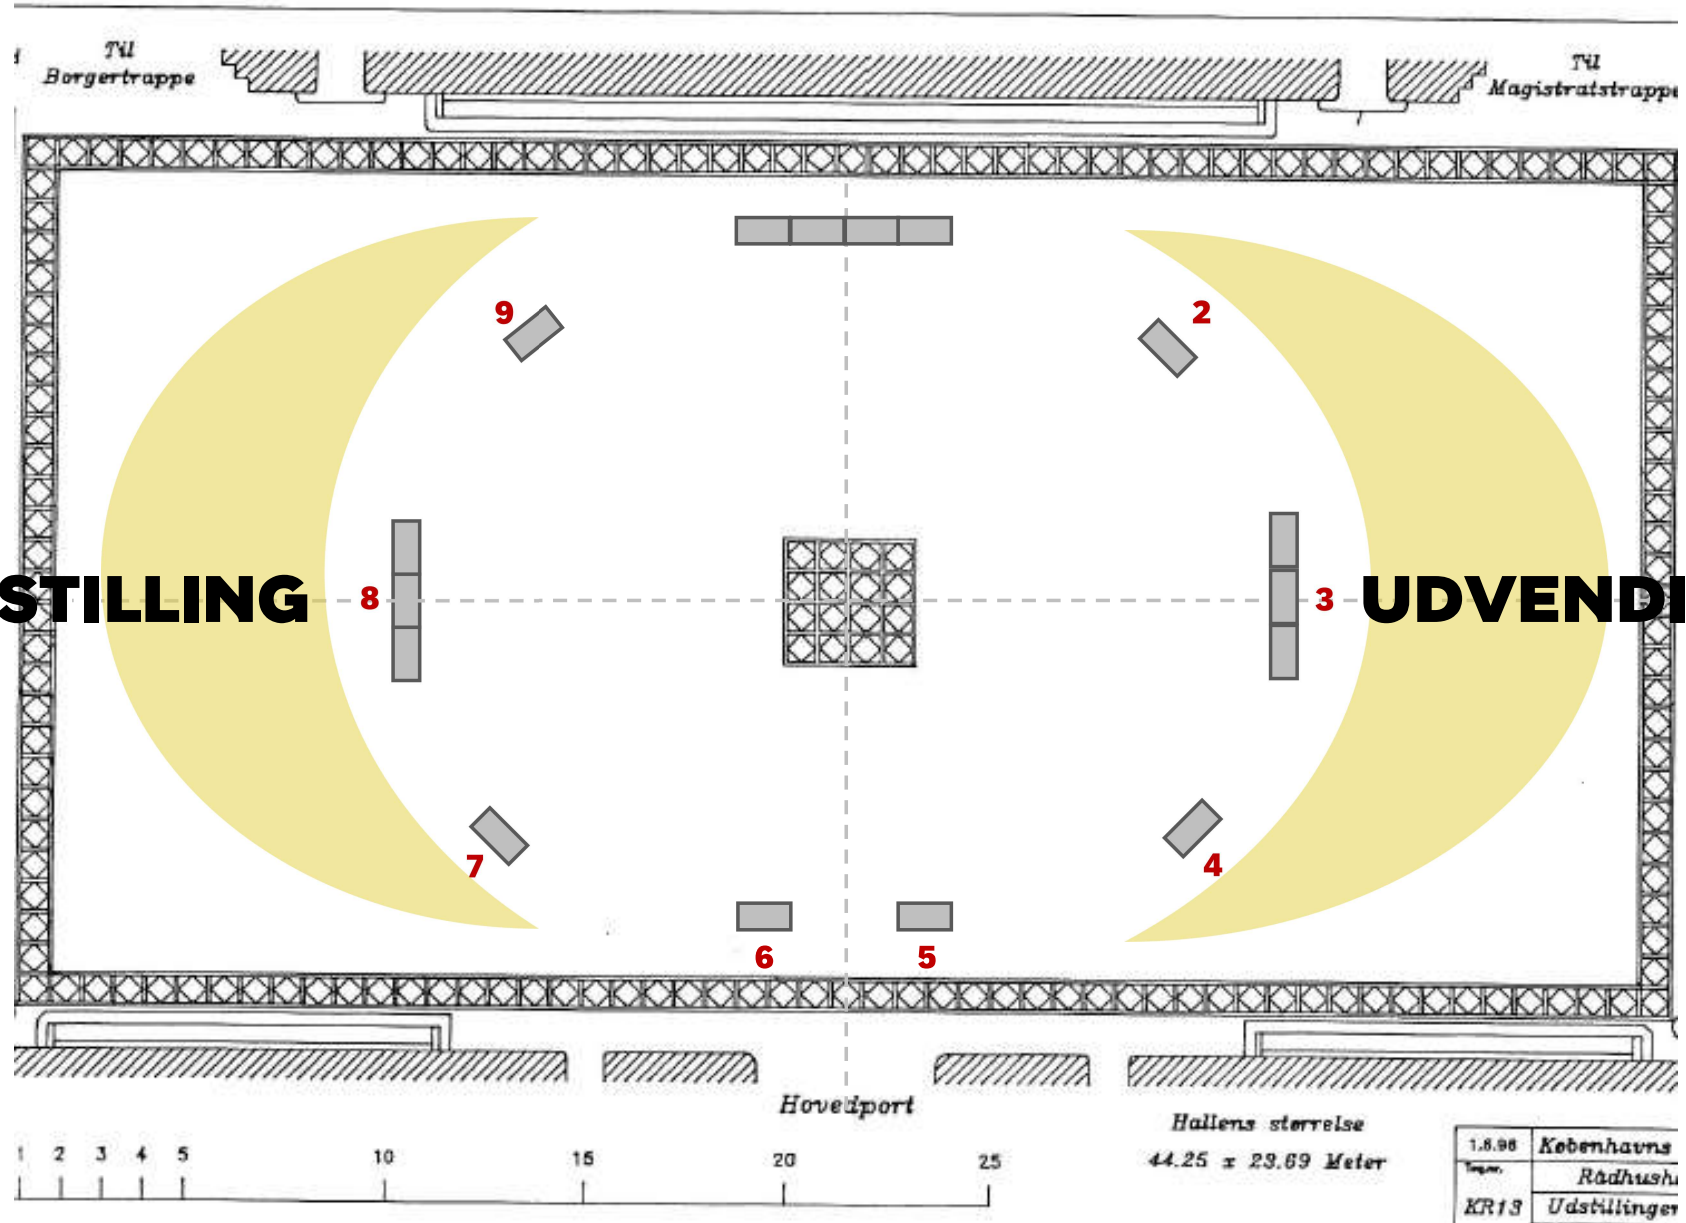 Til
Borgertrappe
Til
Magistratstrappe
9
2
STILLING
8
3
UDVENDI
7
4
6
5
Hovedport
1 2 3 4 5 10 15 20 25
Hallens størrelse
44.25 x 23.69 Meter
1.6.96 Københavns
Rådhush
KR13 Udstillinger